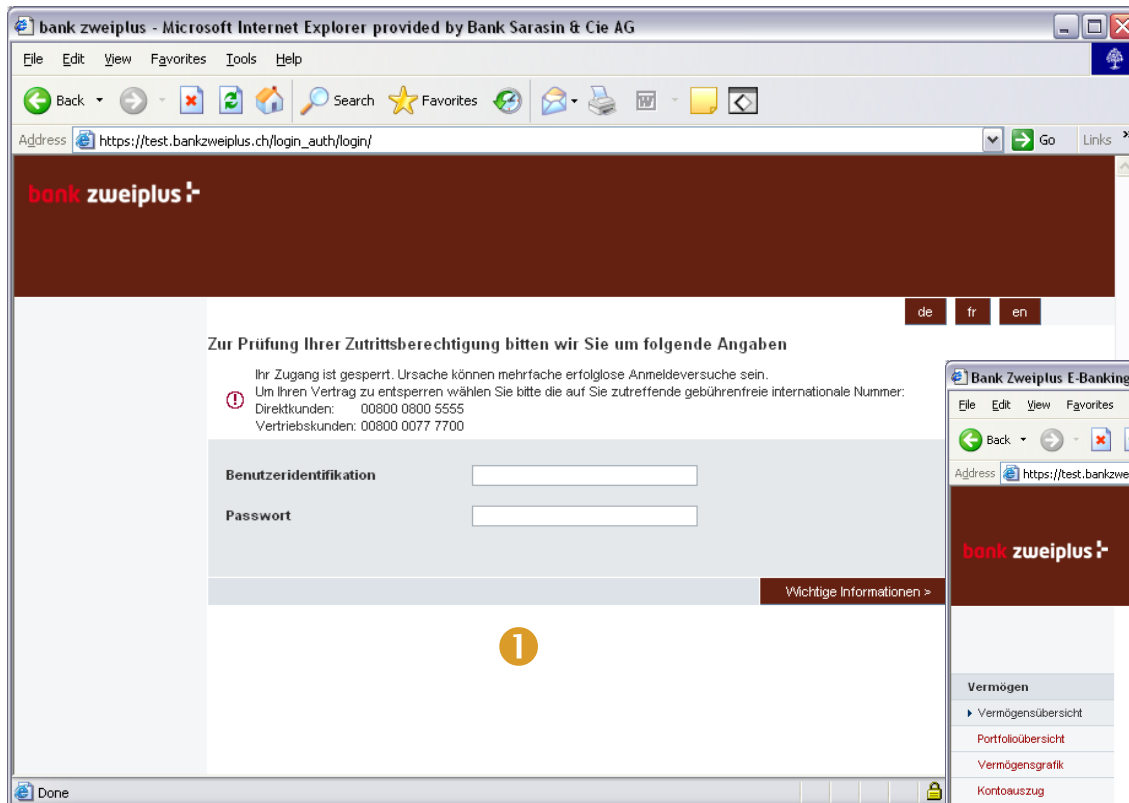 bank zweiplus - Microsoft Internet Explorer provided by Bank Sarasin & Cie AG
File Edit View Favorites Tools Help
Back Search Favorites
Address https://test.bankzweiplus.ch/login_auth/login/ Go Links »
bank zweiplus
de fr en
Zur Prüfung Ihrer Zutrittsberechtigung bitten wir Sie um folgende Angaben
Ihr Zugang ist gesperrt. Ursache können mehrfache erfolglose Anmeldeversuche sein.
Um Ihren Vertrag zu entsperren wählen Sie bitte die auf Sie zutreffende gebührenfreie internationale Nummer:
Direktkunden: 00800 0800 5555
Vertriebskunden: 00800 0077 7700
Benutzeridentifikation
Passwort
Wichtige Informationen >
1
Done
Bank Zweiplus E-Banking
File Edit View Favorites
Back
Address https://test.bankzwe
bank zweiplus
Vermögen
Vermögensübersicht
Portfolioübersicht
Vermögensgrafik
Kontoauszug